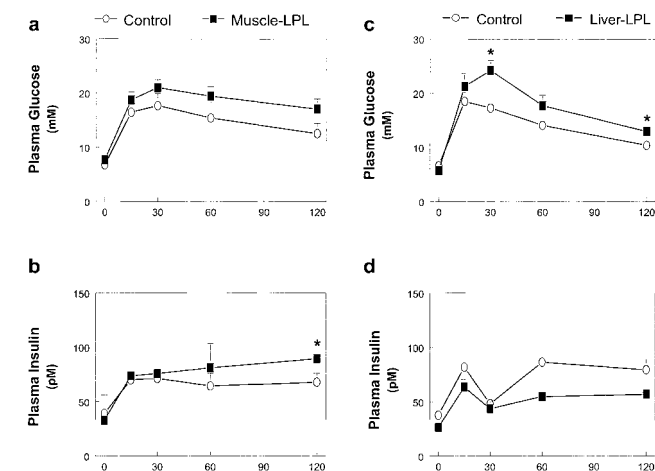 a
Control Muscle-LPL
30
20
10
0
Plasma Glucose
(mM)
0 30 60 90 120
c
Control Liver-LPL
30
20
10
0
Plasma Glucose
(mM)
*
*
0 30 60 90 120
b
150
100
50
0
Plasma Insulin
(pM)
*
0 30 60 90 120
d
150
100
50
0
Plasma Insulin
(pM)
0 30 60 90 120